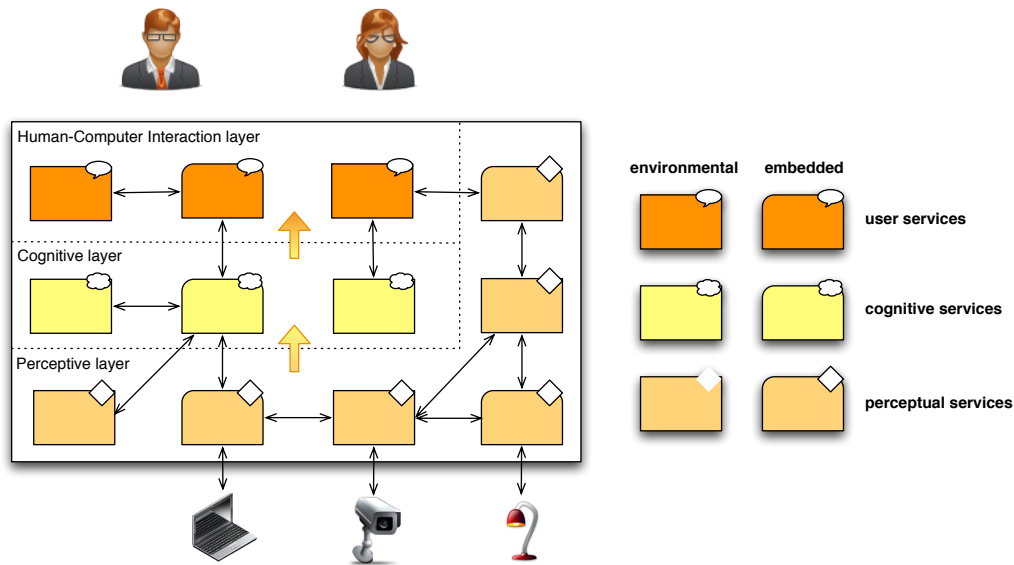 Human-Computer Interaction layer
Cognitive layer
Perceptive layer
environmental embedded
user services
cognitive services
perceptual services